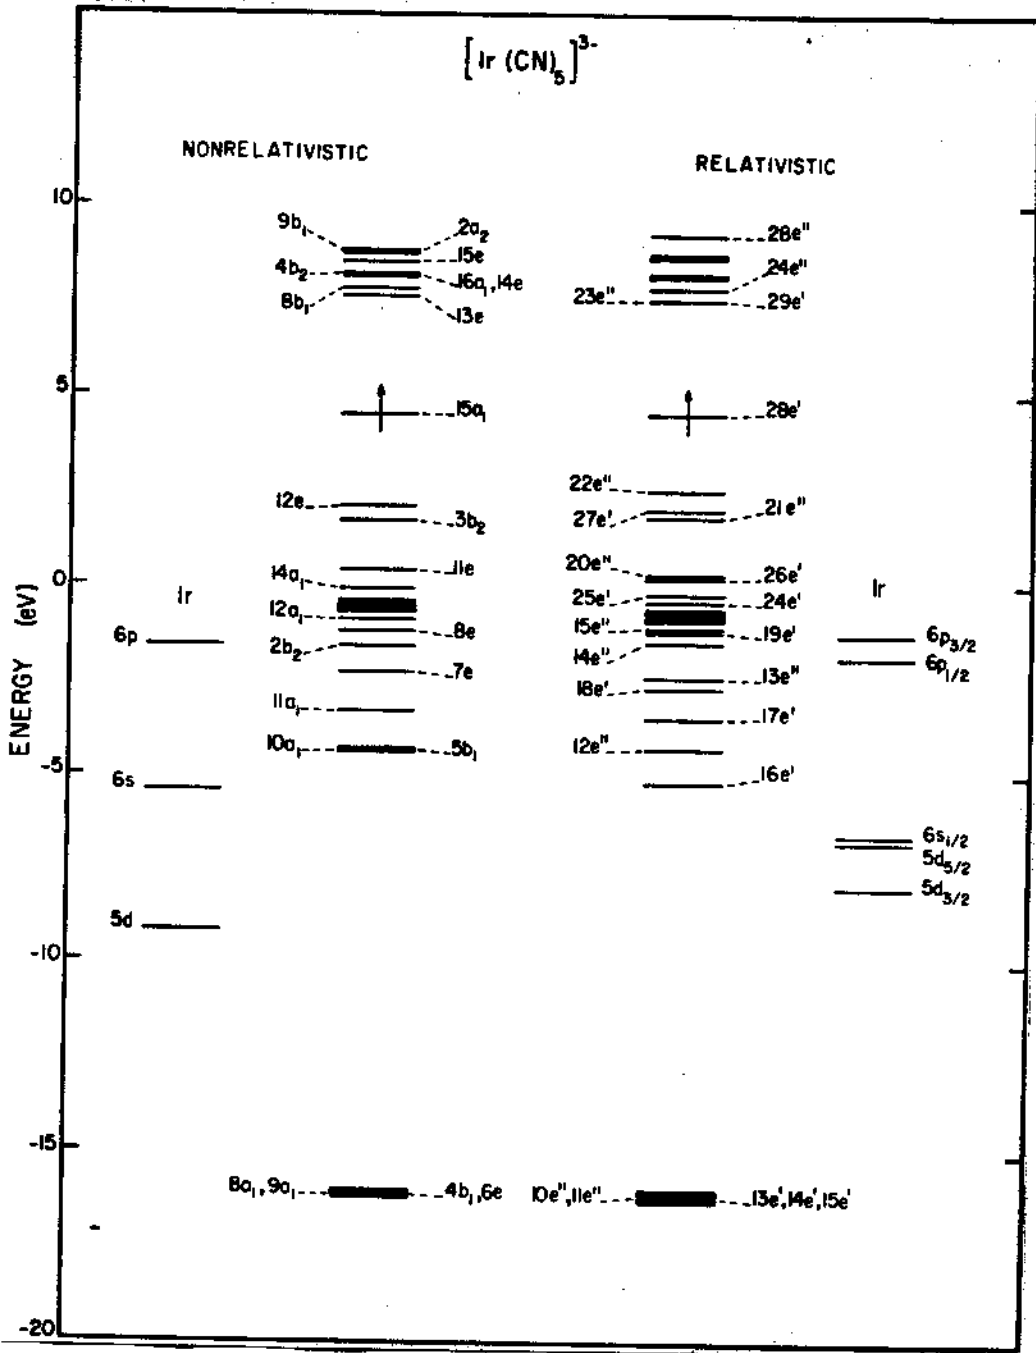 [Ir (CN)₅]³⁻
NONRELATIVISTIC
RELATIVISTIC
ENERGY (eV)
10
5
0
-5
-10
-15
-20
Ir
6p
6s
5d
9b₁
2a₂
15e
4b₂
16a₁,14e
8b₁
13e
15a₁
12e
3b₂
11e
14a₁
12a₁
8e
2b₂
7e
11a₁
10a₁
5b₁
8a₁,9a₁
4b₁,6e
28e"
24e"
23e"
29e'
28e'
22e"
21e"
27e'
20e"
26e'
25e'
24e'
15e"
19e'
14e"
13e"
18e'
17e'
12e"
16e'
10e",11e"
13e',14e',15e'
Ir
6p₃/₂
6p₁/₂
6s₁/₂
5d₅/₂
5d₃/₂